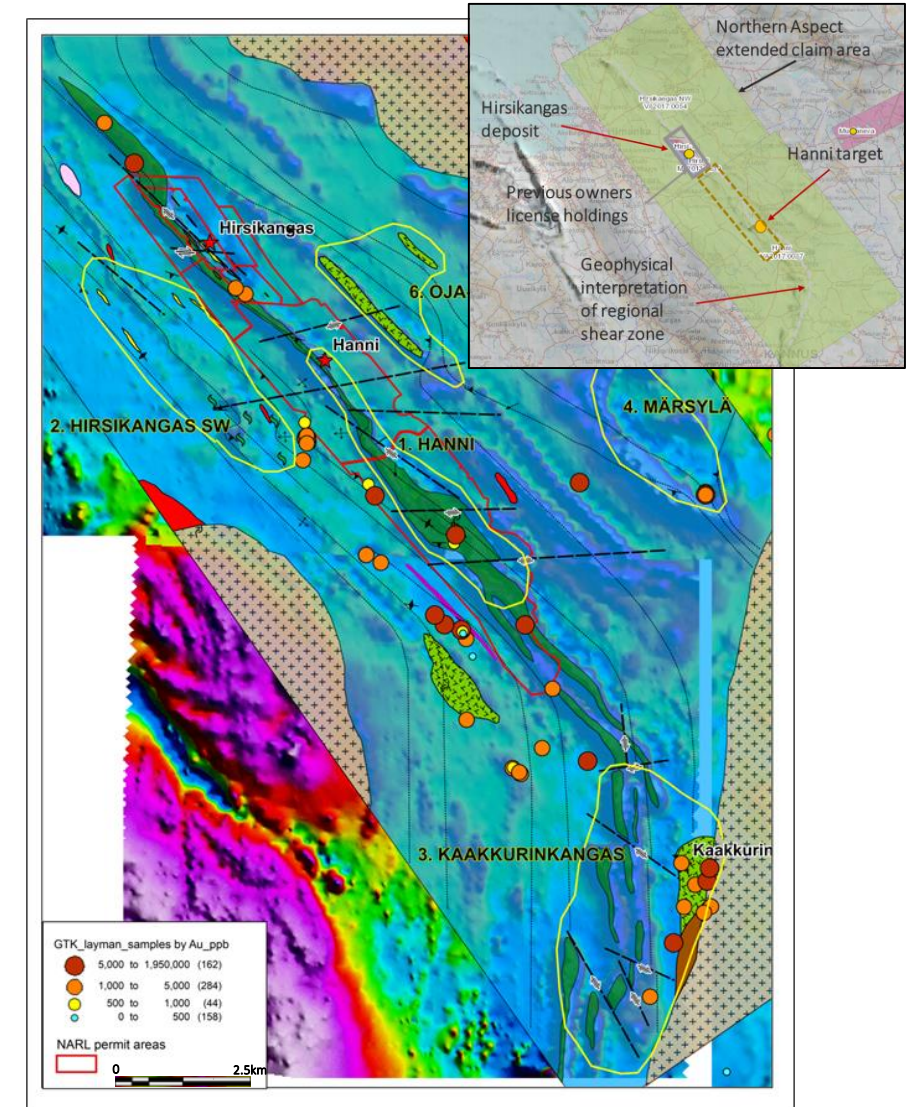 Northern Aspect
extended claim area
Hirsikangas
deposit
Hanni target
Previous owners
license holdings
Geophysical
interpretation
of regional
shear zone
KANNUS
Hirsikangas
6. OJA
Hanni
2. HIRSIKANGAS SW
4. MÄRSYLÄ
1. HANNI
3. KAAKKURINKANGAS
Kaakkurin
GTK_layman_samples by Au_ppb
5,000 to 1,950,000 (162)
1,000 to 5,000 (284)
500 to 1,000 (44)
0 to 500 (158)
NARL permit areas
0 2.5km